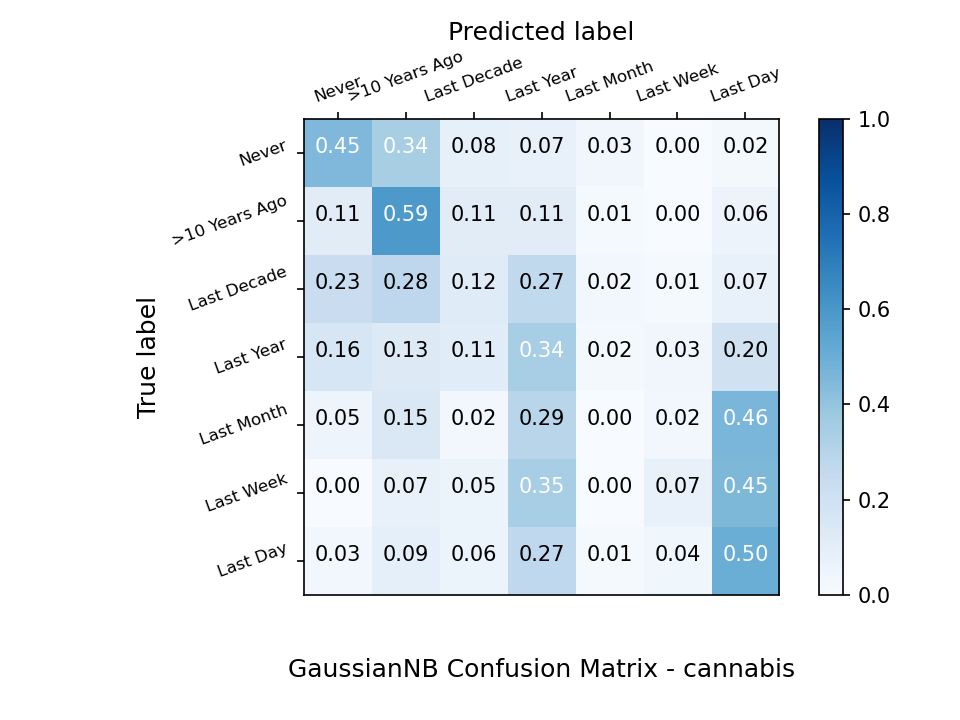 Predicted label
Never >10 Years Ago Last Decade Last Year Last Month Last Week Last Day
Never 0.45 0.34 0.08 0.07 0.03 0.00 0.02
>10 Years Ago 0.11 0.59 0.11 0.11 0.01 0.00 0.06
Last Decade 0.23 0.28 0.12 0.27 0.02 0.01 0.07
Last Year 0.16 0.13 0.11 0.34 0.02 0.03 0.20
Last Month 0.05 0.15 0.02 0.29 0.00 0.02 0.46
Last Week 0.00 0.07 0.05 0.35 0.00 0.07 0.45
Last Day 0.03 0.09 0.06 0.27 0.01 0.04 0.50
True label
1.0
0.8
0.6
0.4
0.2
0.0
GaussianNB Confusion Matrix - cannabis